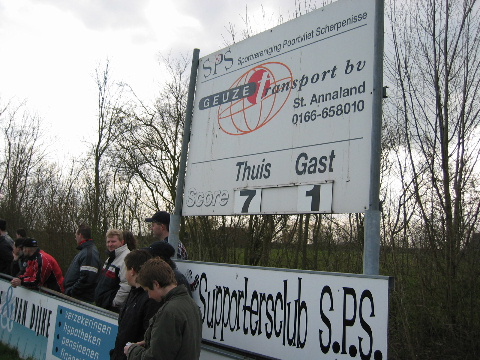 SPS Sportvereniging Poortvliet Scherpenisse
GEUZE transport bv
St. Annaland
0166-658010
Thuis Gast
Score 7 1
Supportersclub S.P.S.
& VAN DIJKE
verzekeringen
hypotheken
financieringen